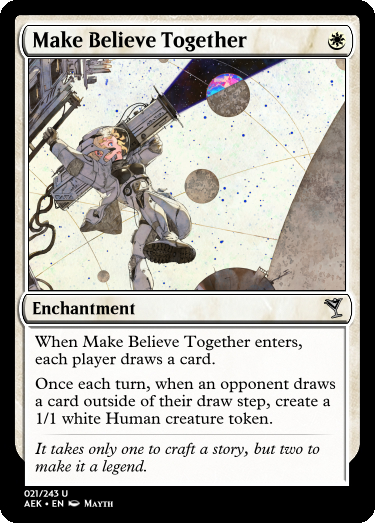 Make Believe Together
Enchantment
When Make Believe Together enters,
each player draws a card.
Once each turn, when an opponent draws
a card outside of their draw step, create a
1/1 white Human creature token.
It takes only one to craft a story, but two to
make it a legend.
021/243 U
AEK • EN Mayth